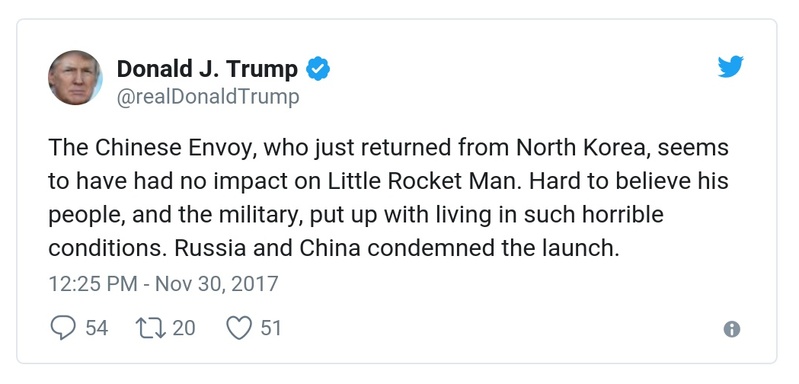 Donald J. Trump
@realDonaldTrump
The Chinese Envoy, who just returned from North Korea, seems
to have had no impact on Little Rocket Man. Hard to believe his
people, and the military, put up with living in such horrible
conditions. Russia and China condemned the launch.
12:25 PM - Nov 30, 2017
54 20 51